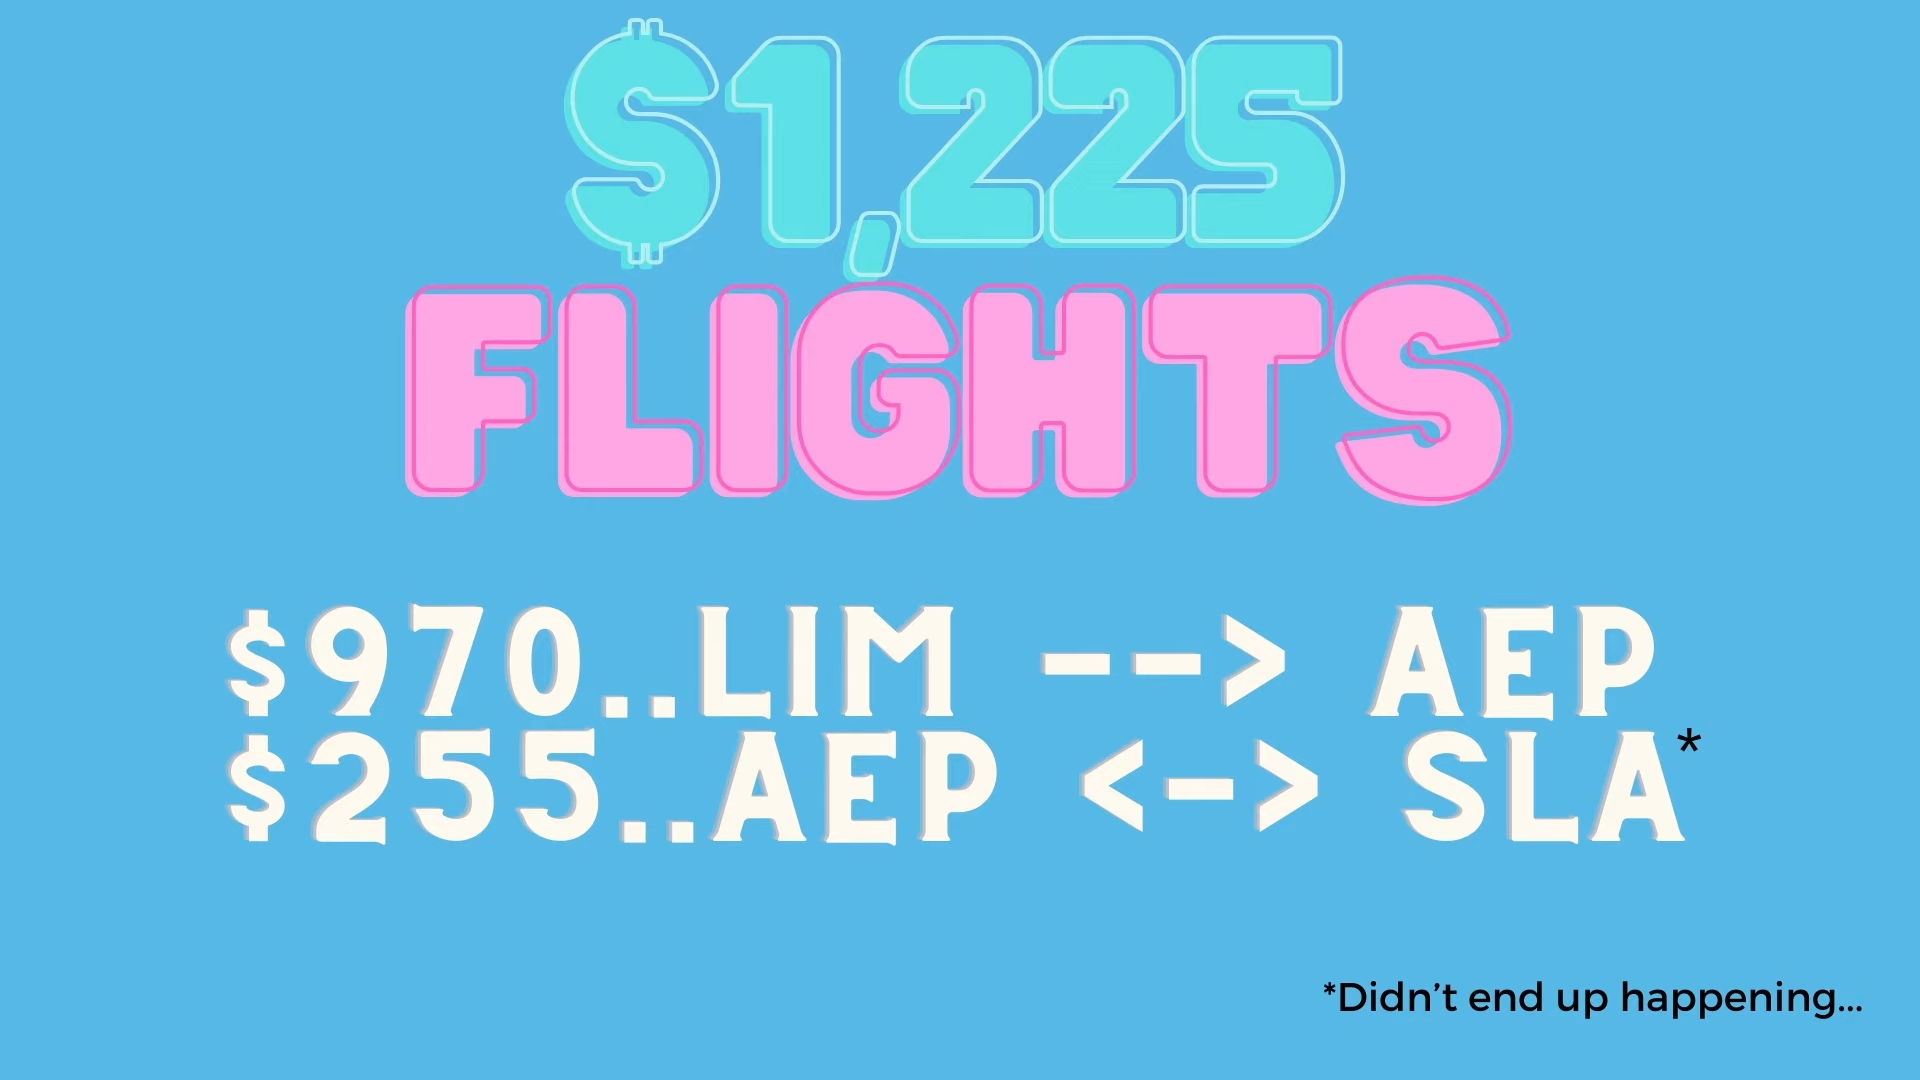 $1,225
FLIGHTS
$970..LIM --> AEP
$255..AEP <-> SLA*
*Didn't end up happening...